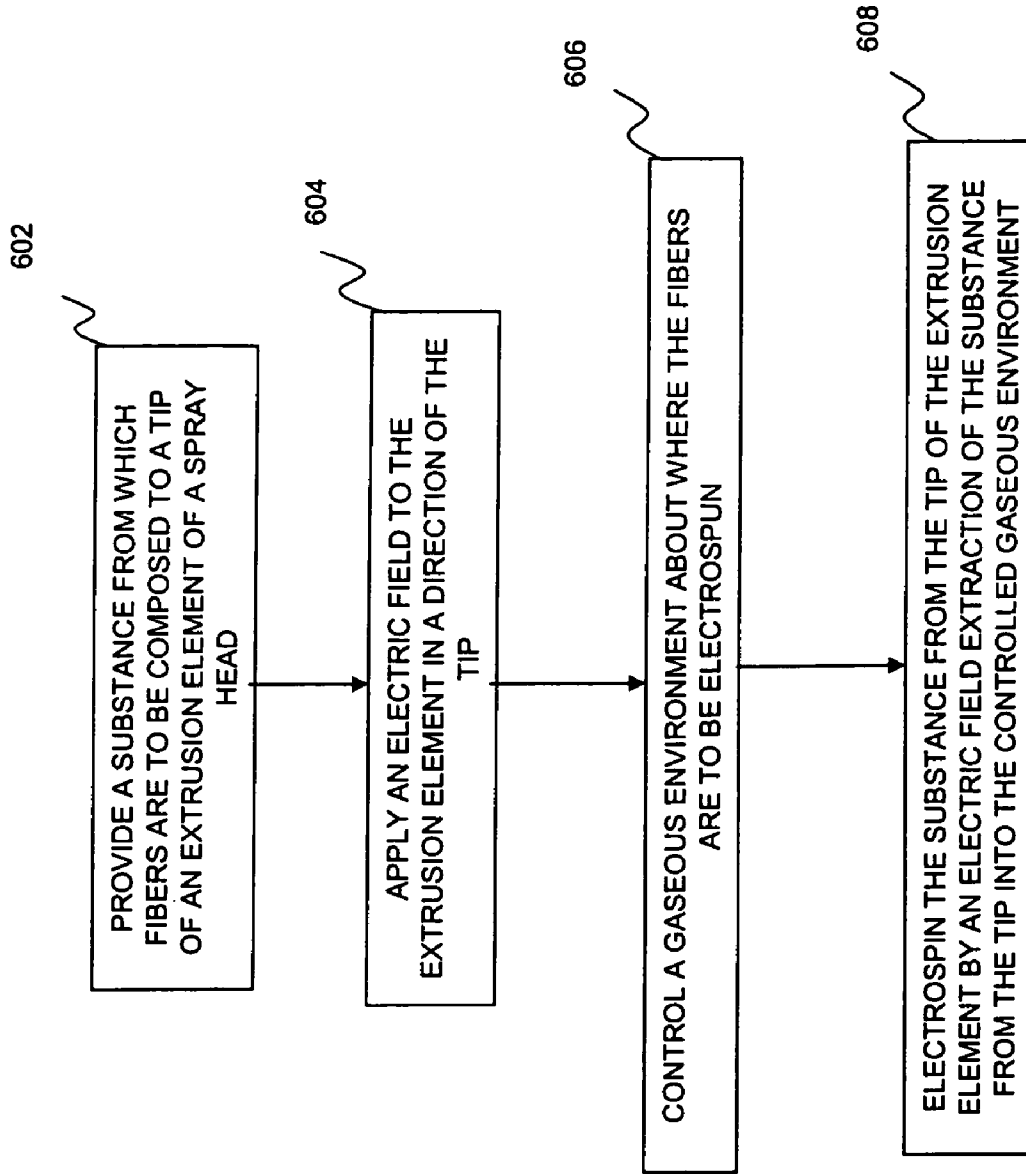 602
PROVIDE A SUBSTANCE FROM WHICH
FIBERS ARE TO BE COMPOSED TO A TIP
OF AN EXTRUSION ELEMENT OF A SPRAY
HEAD
604
APPLY AN ELECTRIC FIELD TO THE
EXTRUSION ELEMENT IN A DIRECTION OF THE
TIP
606
CONTROL A GASEOUS ENVIRONMENT ABOUT WHERE THE FIBERS
ARE TO BE ELECTROSPUN
608
ELECTROSPIN THE SUBSTANCE FROM THE TIP OF THE EXTRUSION
ELEMENT BY AN ELECTRIC FIELD EXTRACTION OF THE SUBSTANCE
FROM THE TIP INTO THE CONTROLLED GASEOUS ENVIRONMENT